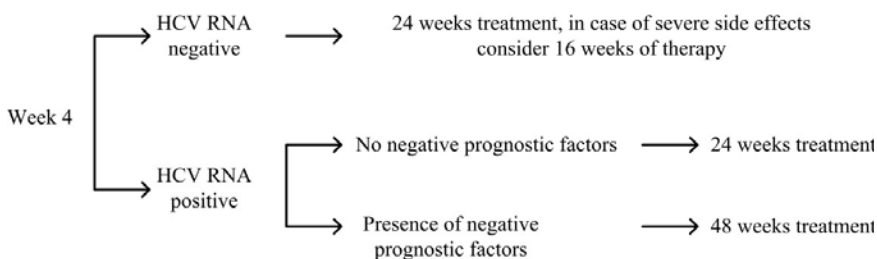 HCV RNA
negative
24 weeks treatment, in case of severe side effects
consider 16 weeks of therapy
Week 4
No negative prognostic factors
24 weeks treatment
HCV RNA
positive
Presence of negative
prognostic factors
48 weeks treatment